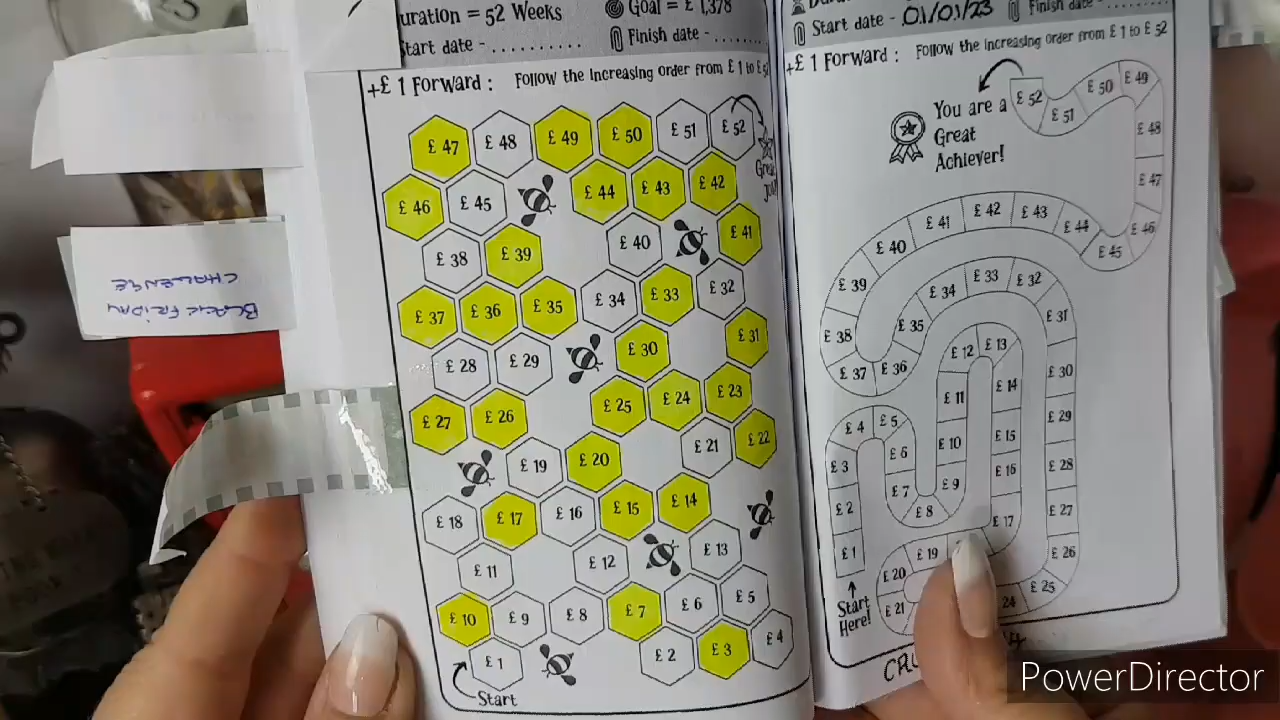 uration = 52 Weeks
Goal = £ 1,378
tart date - ..........
Finish date -
+£ 1 Forward : Follow the increasing order from £ 1 to £
£ 47 £ 48 £ 49 £ 50 £ 51 £ 52
£ 46 £ 45 £ 44 £ 43 £ 42
£ 38 £ 39 £ 40 £ 41
£ 37 £ 36 £ 35 £ 34 £ 33 £ 32
£ 28 £ 29 £ 30 £ 31
£ 27 £ 26 £ 25 £ 24 £ 23
£ 19 £ 20 £ 21 £ 22
£ 18 £ 17 £ 16 £ 15 £ 14
£ 11 £ 12 £ 13
£ 10 £ 9 £ 8 £ 7 £ 6 £ 5
£ 1 £ 2 £ 3 £ 4
Start
BLACK FRIDAY
CHALLENGE
Start date - 01/01/23
Finish date
+£ 1 Forward : Follow the increasing order from £ 1 to £ 52
You are a
Great
Achiever!
£ 52 £ 51 £ 50 £ 49
£ 48
£ 47
£ 46
£ 45
£ 39 £ 40 £ 41 £ 42 £ 43 £ 44
£ 38
£ 37 £ 36 £ 35 £ 34 £ 33 £ 32
£ 31
£ 30
£ 29
£ 28
£ 27
£ 26
£ 25
24
£ 12 £ 13
£ 11 £ 14
£ 10 £ 15
£ 9 £ 16
£ 8 £ 17
£ 4 £ 5
£ 3 £ 6
£ 2 £ 7
£ 1
£ 19
£ 20
£ 21
Start
Here!
PowerDirector